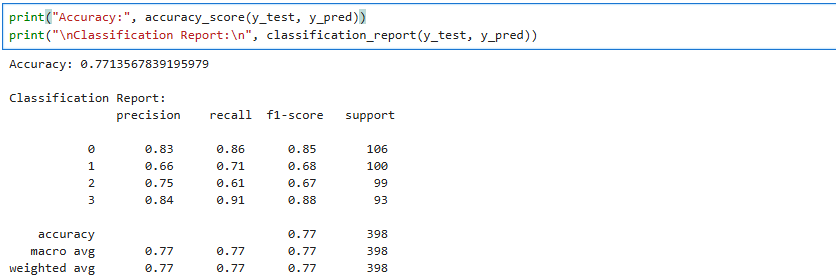 print("Accuracy:", accuracy_score(y_test, y_pred))
print("\nClassification Report:\n", classification_report(y_test, y_pred))
Accuracy: 0.7713567839195979
Classification Report:
precision recall f1-score support
0 0.83 0.86 0.85 106
1 0.66 0.71 0.68 100
2 0.75 0.61 0.67 99
3 0.84 0.91 0.88 93
accuracy 0.77 398
macro avg 0.77 0.77 0.77 398
weighted avg 0.77 0.77 0.77 398